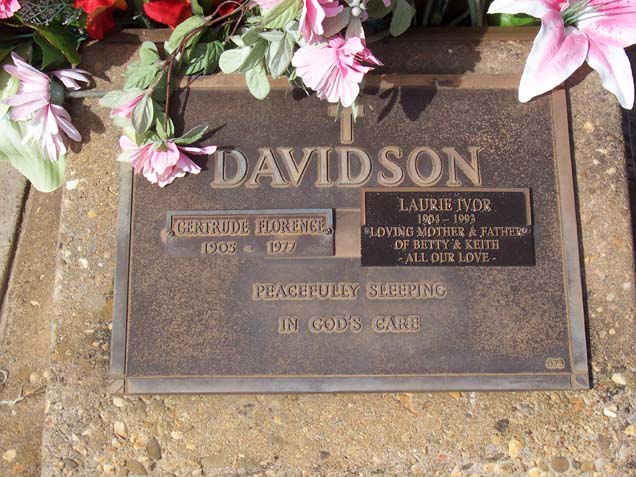 DAVIDSON
GERTRUDE FLORENCE
1905 - 1977
LAURIE IVOR
1904 - 1993
LOVING MOTHER & FATHER
OF BETTY & KEITH
- ALL OUR LOVE -
PEACEFULLY SLEEPING
IN GOD'S CARE